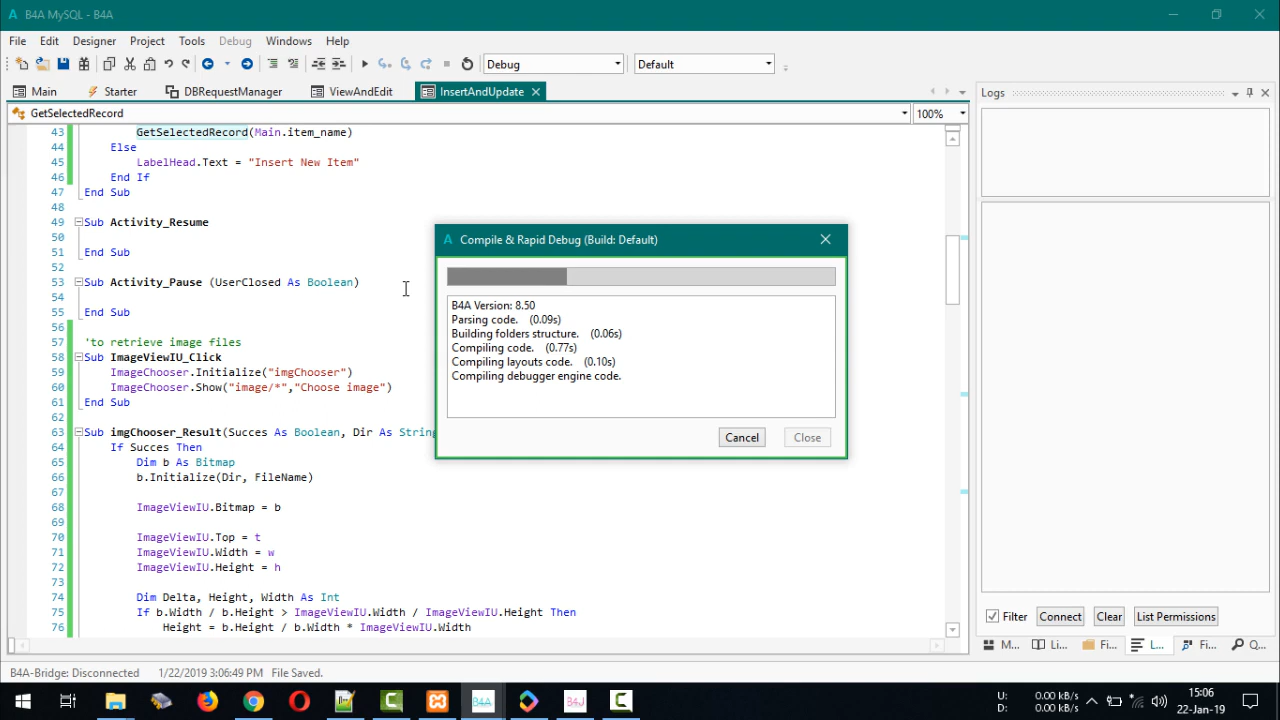 A B4A MySQL - B4A
File Edit Designer Project Tools Debug Windows Help
Debug
Default
Main Starter DBRequestManager ViewAndEdit InsertAndUpdate
Logs
GetSelectedRecord
100%
43 GetSelectedRecord(Main.item_name)
44 Else
45 LabelHead.Text = "Insert New Item"
46 End If
47 End Sub
48
49 Sub Activity_Resume
50
51 End Sub
52
53 Sub Activity_Pause (UserClosed As Boolean)
54
55 End Sub
56
57 'to retrieve image files
58 Sub ImageViewIU_Click
59 ImageChooser.Initialize("imgChooser")
60 ImageChooser.Show("image/*","Choose image")
61 End Sub
62
63 Sub imgChooser_Result(Succes As Boolean, Dir As String
64 If Succes Then
65 Dim b As Bitmap
66 b.Initialize(Dir, FileName)
67
68 ImageViewIU.Bitmap = b
69
70 ImageViewIU.Top = t
71 ImageViewIU.Width = w
72 ImageViewIU.Height = h
73
74 Dim Delta, Height, Width As Int
75 If b.Width / b.Height > ImageViewIU.Width / ImageViewIU.Height Then
76 Height = b.Height / b.Width * ImageViewIU.Width
A Compile & Rapid Debug (Build: Default)
B4A Version: 8.50
Parsing code. (0.09s)
Building folders structure. (0.06s)
Compiling code. (0.77s)
Compiling layouts code. (0.10s)
Compiling debugger engine code.
Cancel Close
Filter Connect Clear List Permissions
M... Li... Fi... L... Fi... Q...
B4A-Bridge: Disconnected 1/22/2019 3:06:49 PM File Saved.
B4A B4J
U: 0.00 kB/s
D: 0.00 kB/s
15:06
22-Jan-19